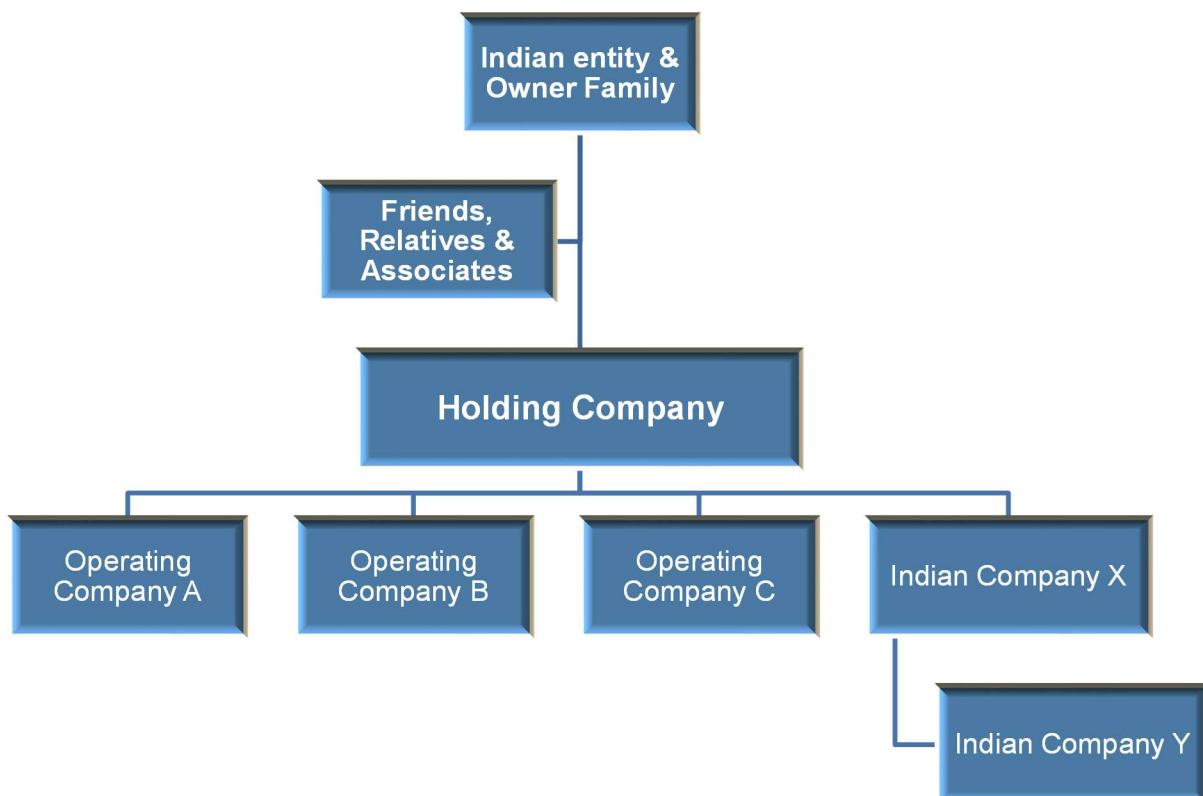 Indian entity &
Owner Family
Friends,
Relatives &
Associates
Holding Company
Operating
Company A
Operating
Company B
Operating
Company C
Indian Company X
Indian Company Y